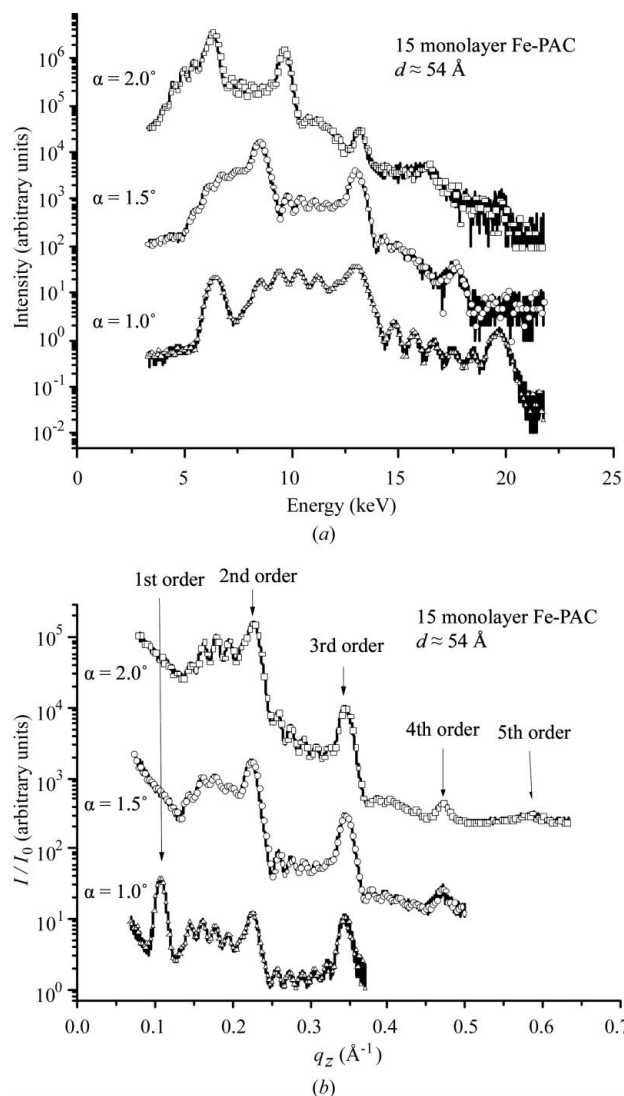 15 monolayer Fe-PAC
d ≈ 54 Å
α = 2.0°
α = 1.5°
α = 1.0°
10⁶
10⁵
10⁴
10³
10²
10¹
10⁰
10⁻¹
10⁻²
Intensity (arbitrary units)
0 5 10 15 20 25
Energy (keV)
(a)
1st order
2nd order
3rd order
4th order
5th order
15 monolayer Fe-PAC
d ≈ 54 Å
α = 2.0°
α = 1.5°
α = 1.0°
10⁵
10⁴
10³
10²
10¹
10⁰
I / I₀ (arbitrary units)
0.0 0.1 0.2 0.3 0.4 0.5 0.6 0.7
q_z (Å⁻¹)
(b)